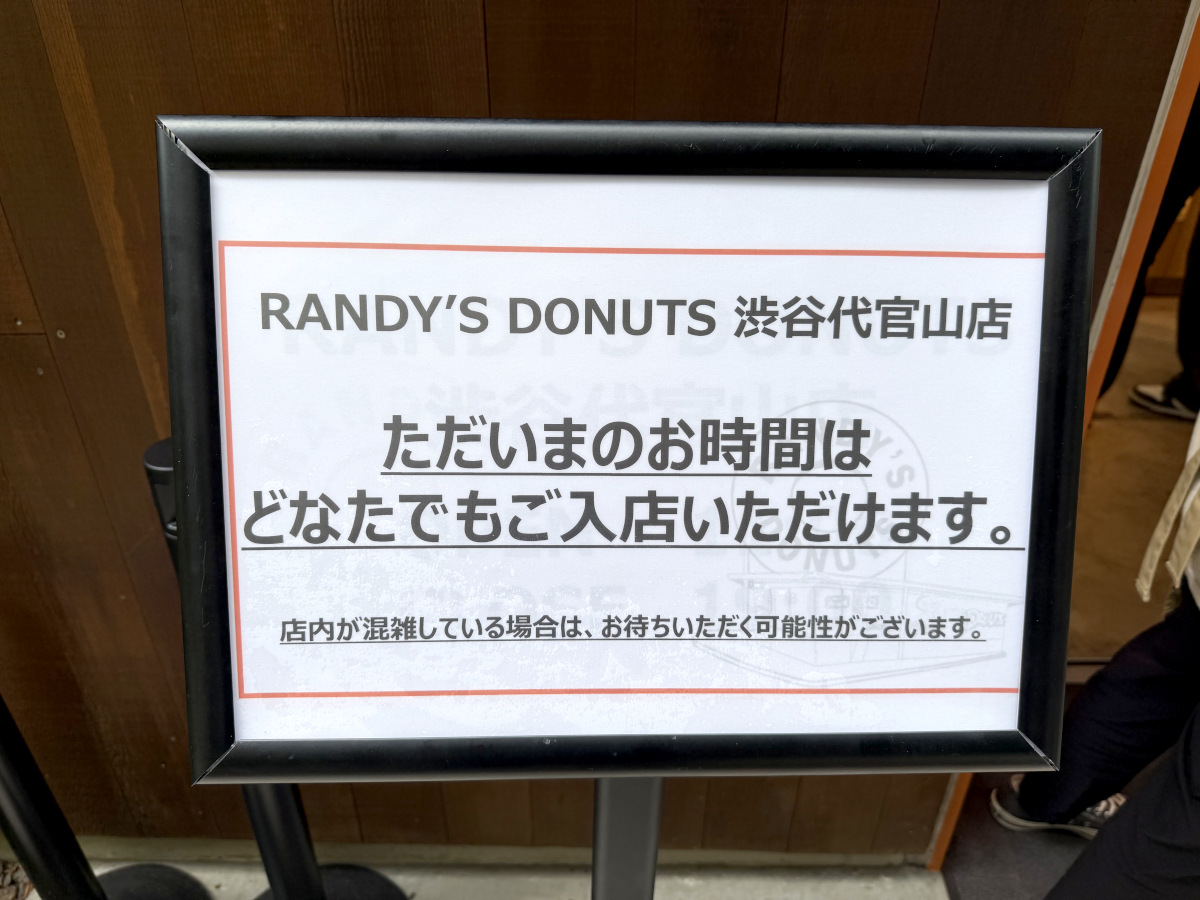 RANDY'S DONUTS 渋谷代官山店
ただいまのお時間は
どなたでもご入店いただけます。
店内が混雑している場合は、お待ちいただく可能性がございます。